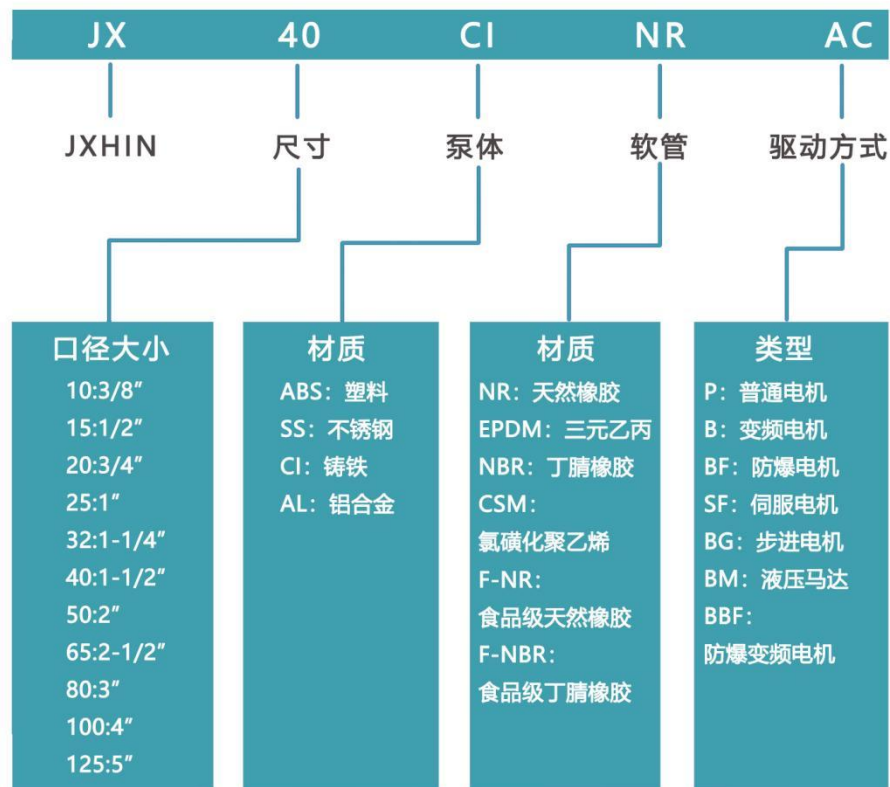 JX 40 CI NR AC
JXHIN 尺寸 泵体 软管 驱动方式
口径大小
10:3/8″
15:1/2″
20:3/4″
25:1″
32:1-1/4″
40:1-1/2″
50:2″
65:2-1/2″
80:3″
100:4″
125:5″
材质
ABS：塑料
SS：不锈钢
CI：铸铁
AL：铝合金
材质
NR：天然橡胶
EPDM：三元乙丙
NBR：丁腈橡胶
CSM：
氯磺化聚乙烯
F-NR：
食品级天然橡胶
F-NBR：
食品级丁腈橡胶
类型
P：普通电机
B：变频电机
BF：防爆电机
SF：伺服电机
BG：步进电机
BM：液压马达
BBF：
防爆变频电机